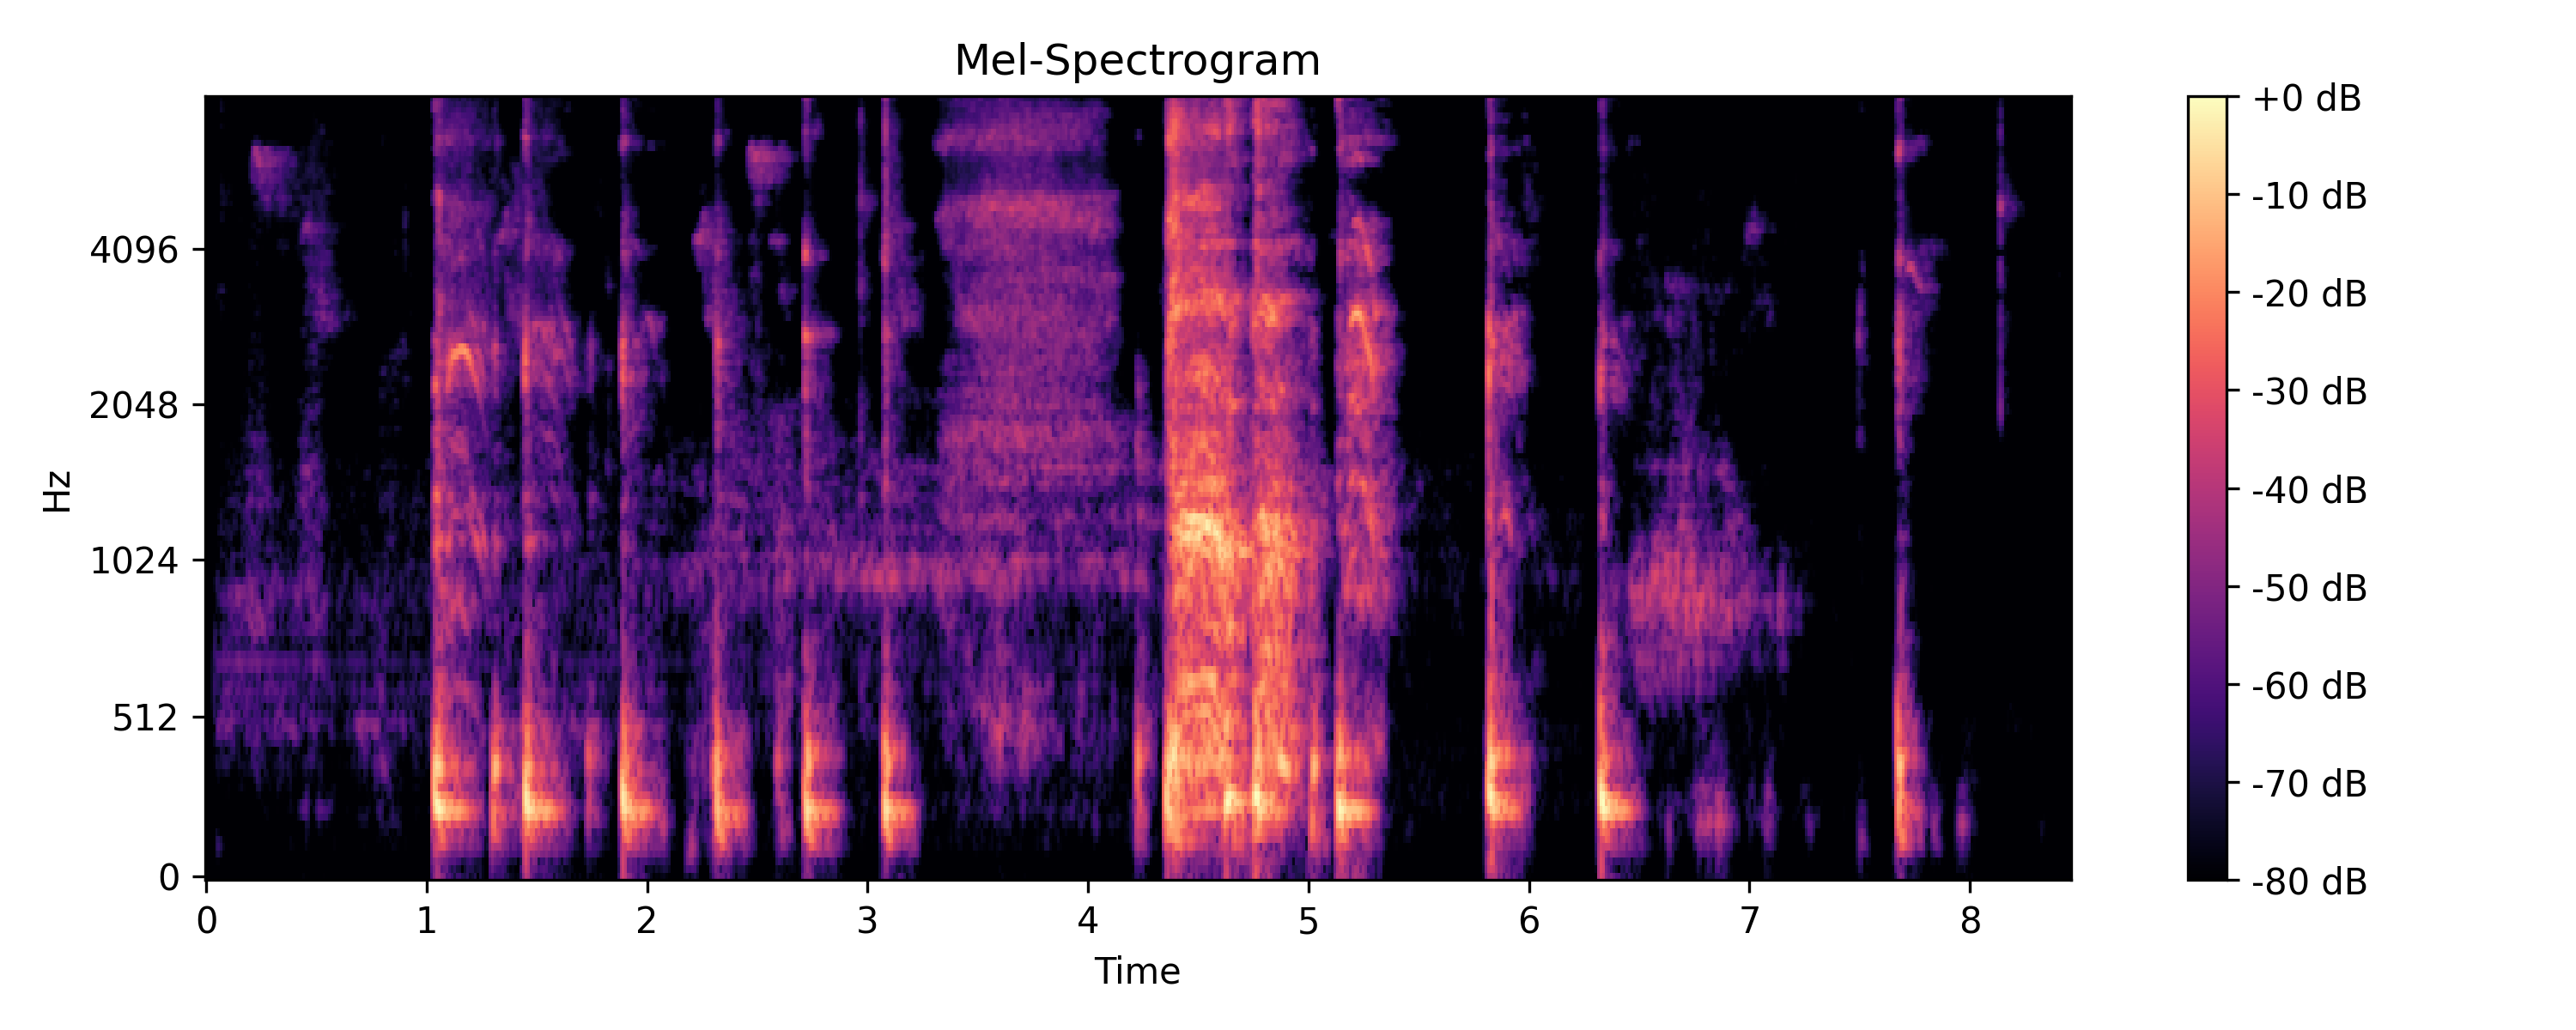 Mel-Spectrogram
+0 dB
-10 dB
4096
-20 dB
-30 dB
2048
Hz
-40 dB
1024
-50 dB
-60 dB
512
-70 dB
0
-80 dB
0 1 2 3 4 5 6 7 8
Time